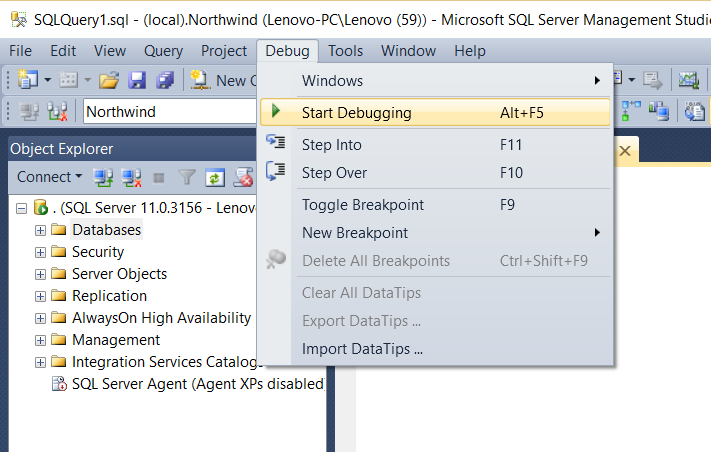 SQLQuery1.sql - (local).Northwind (Lenovo-PC\Lenovo (59)) - Microsoft SQL Server Management Studio
File Edit View Query Project Debug Tools Window Help
New
Northwind
Windows
Start Debugging Alt+F5
Step Into F11
Step Over F10
Toggle Breakpoint F9
New Breakpoint
Delete All Breakpoints Ctrl+Shift+F9
Clear All DataTips
Export DataTips ...
Import DataTips ...
Object Explorer
Connect
. (SQL Server 11.0.3156 - Lenovo
Databases
Security
Server Objects
Replication
AlwaysOn High Availability
Management
Integration Services Catalogs
SQL Server Agent (Agent XPs disabled)